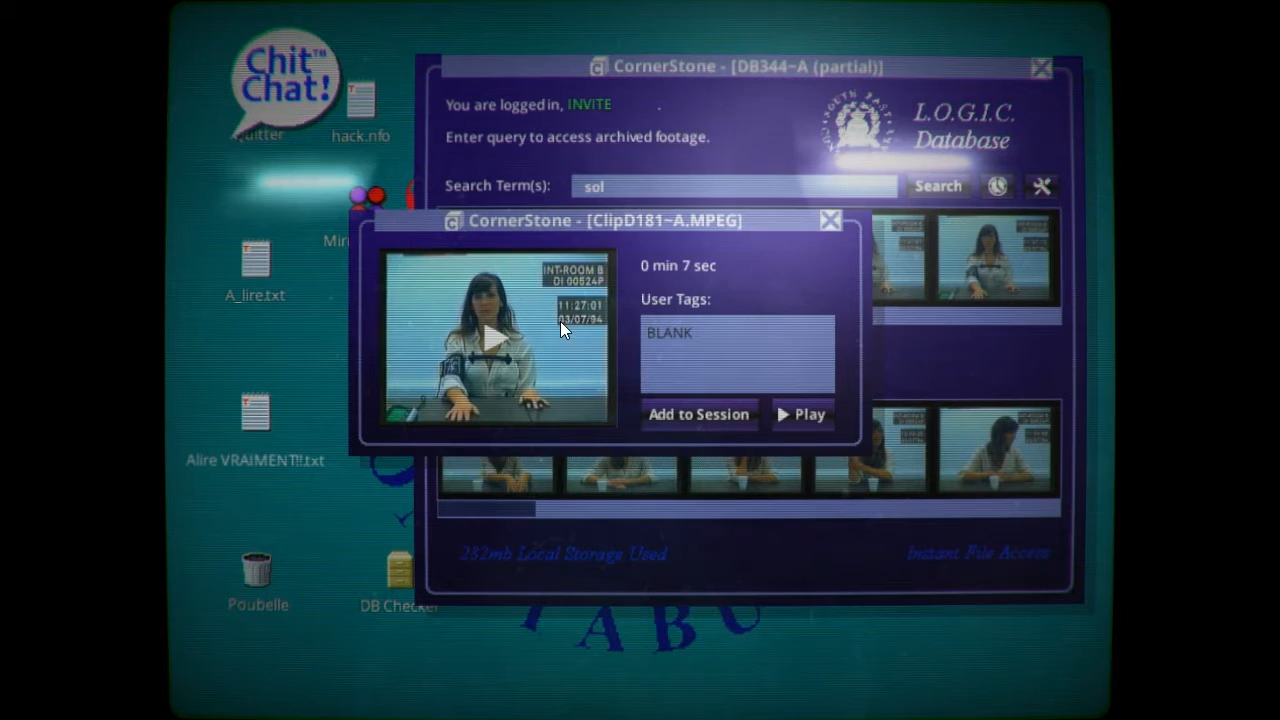 Chit™
Chat!
Quitter
hack.nfo
A_lire.txt
Alire VRAIMENT!!.txt
Poubelle
DB Checker
CornerStone - [DB344~A (partial)]
You are logged in, INVITE
Enter query to access archived footage.
L.O.G.I.C.
Database
Search Term(s):
sol
Search
CornerStone - [ClipD181~A.MPEG]
INT-ROOM B
DI 00524P
11:27:01
03/07/94
0 min 7 sec
User Tags:
BLANK
Add to Session
Play
232mb Local Storage Used
Instant File Access
TABU